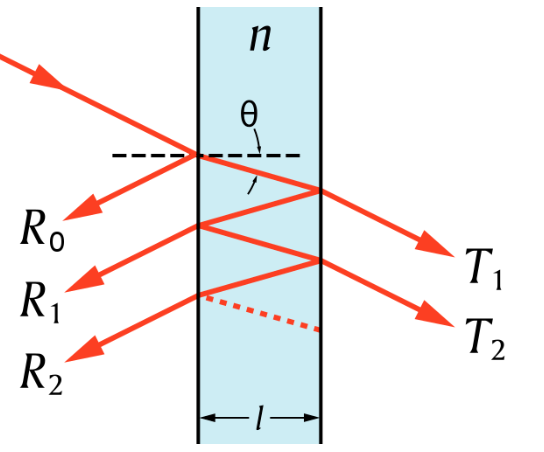 n
θ
R₀
T₁
R₁
T₂
R₂
l